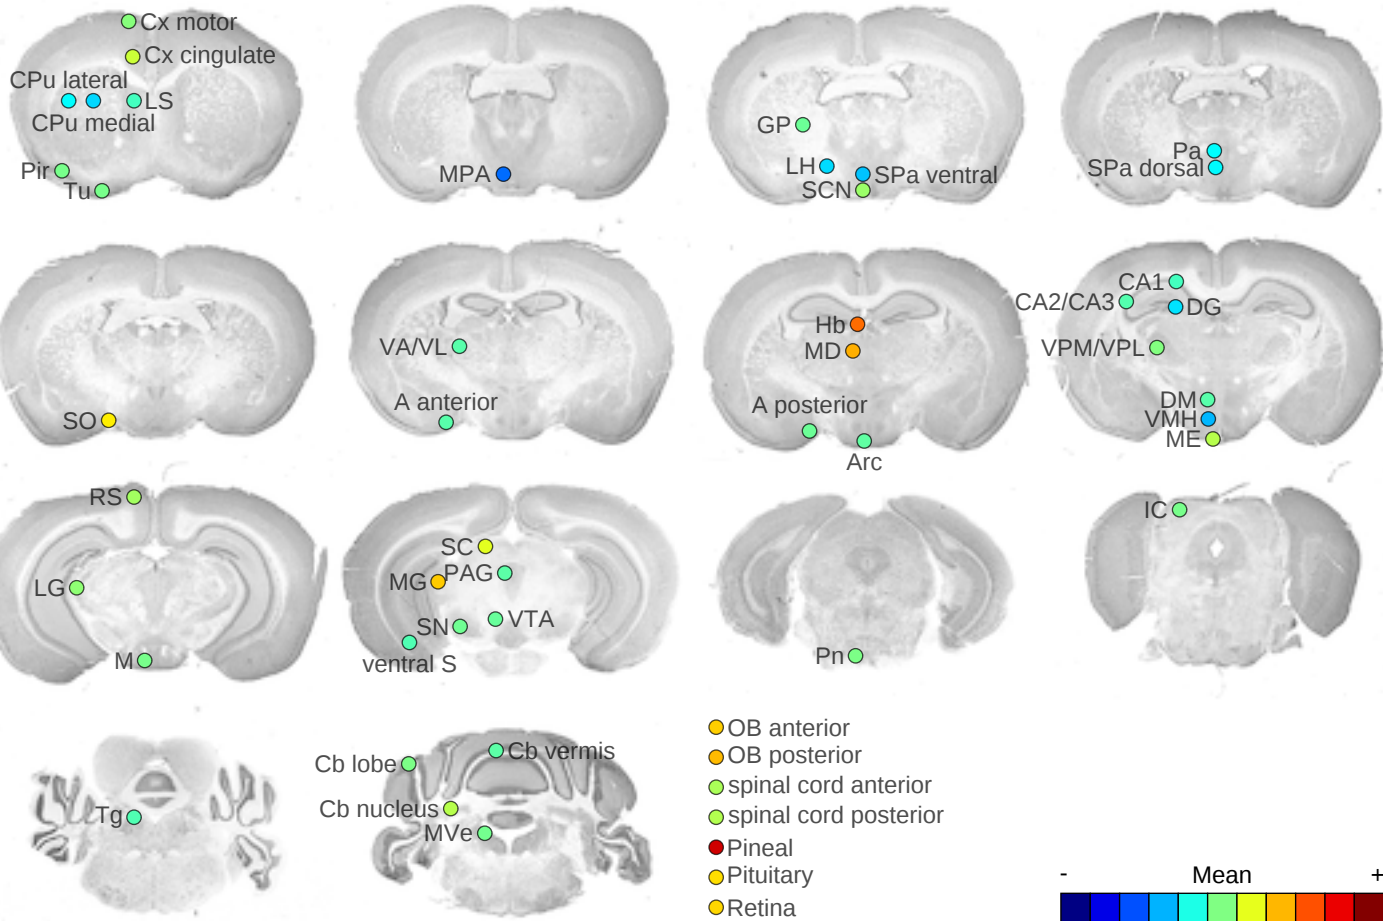 Cx motor
Cx cingulate
CPu lateral
LS
CPu medial
Pir
Tu
MPA
GP
LH
SPa ventral
SCN
Pa
SPa dorsal
SO
VA/VL
A anterior
Hb
MD
A posterior
Arc
CA1
CA2/CA3
DG
VPM/VPL
DM
VMH
ME
RS
LG
M
SC
MG
PAG
SN
VTA
ventral S
Pn
IC
Tg
Cb lobe
Cb vermis
Cb nucleus
MVe
OB anterior
OB posterior
spinal cord anterior
spinal cord posterior
Pineal
Pituitary
Retina
- Mean +